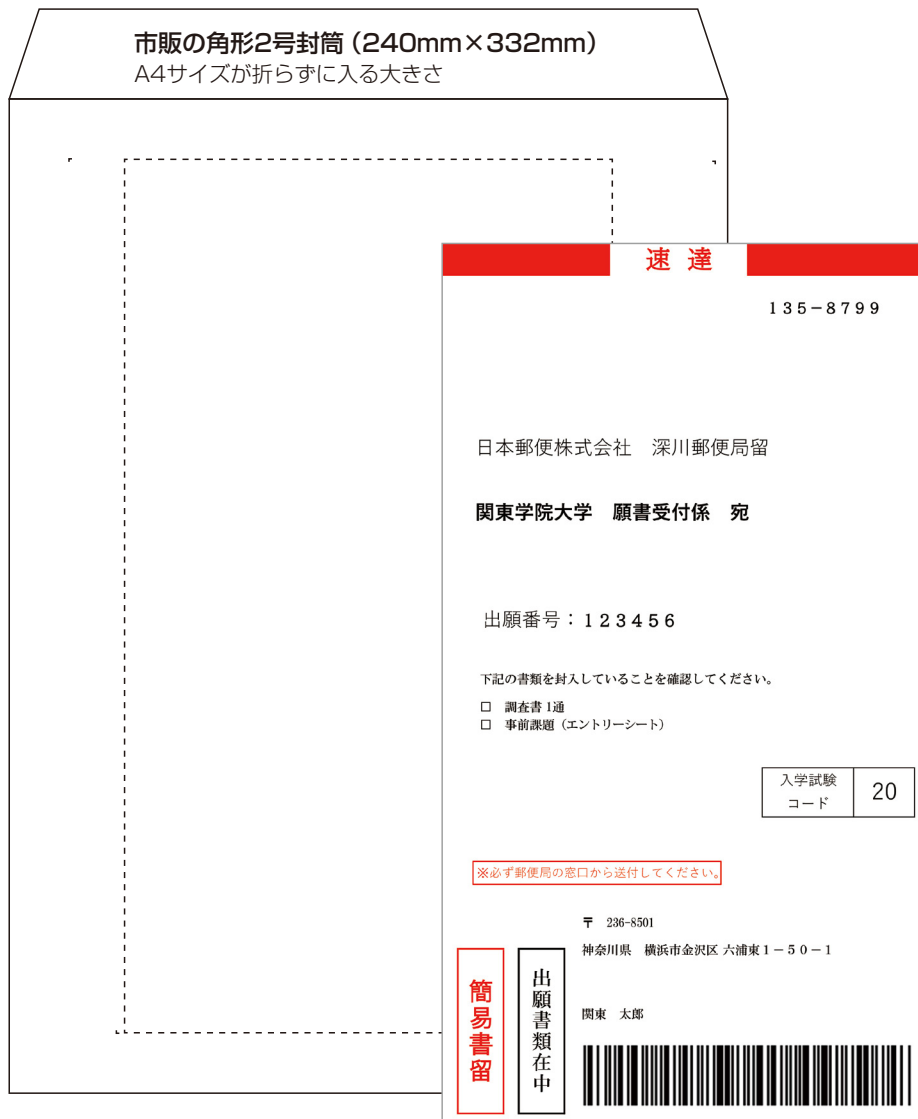 市販の角形2号封筒（240mm×332mm）
A4サイズが折らずに入る大きさ
速 達
135－8799
日本郵便株式会社　深川郵便局留
関東学院大学　願書受付係　宛
出願番号：123456
下記の書類を封入していることを確認してください。
□　調査書 1通
□　事前課題（エントリーシート）
入学試験
コード
20
※必ず郵便局の窓口から送付してください。
〒　236-8501
神奈川県　横浜市金沢区 六浦東１－５０－１
関東　太郎
簡易書留
出願書類在中